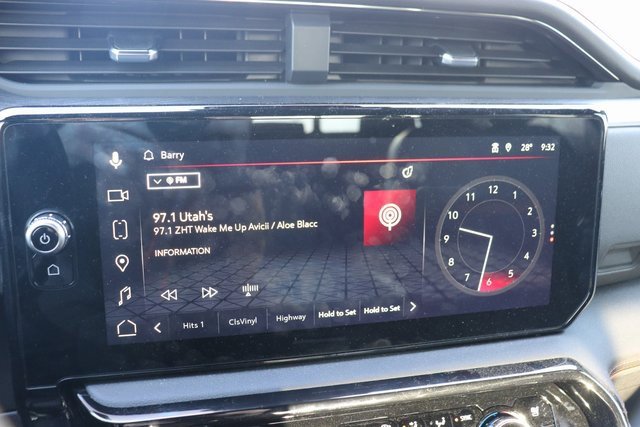 Barry
28° 9:32
FM
97.1 Utah's
97.1 ZHT Wake Me Up Avicii / Aloe Blacc
INFORMATION
Hits 1 ClsVinyl Highway Hold to Set Hold to Set
12
1
2
3
4
5
6
7
8
9
10
11